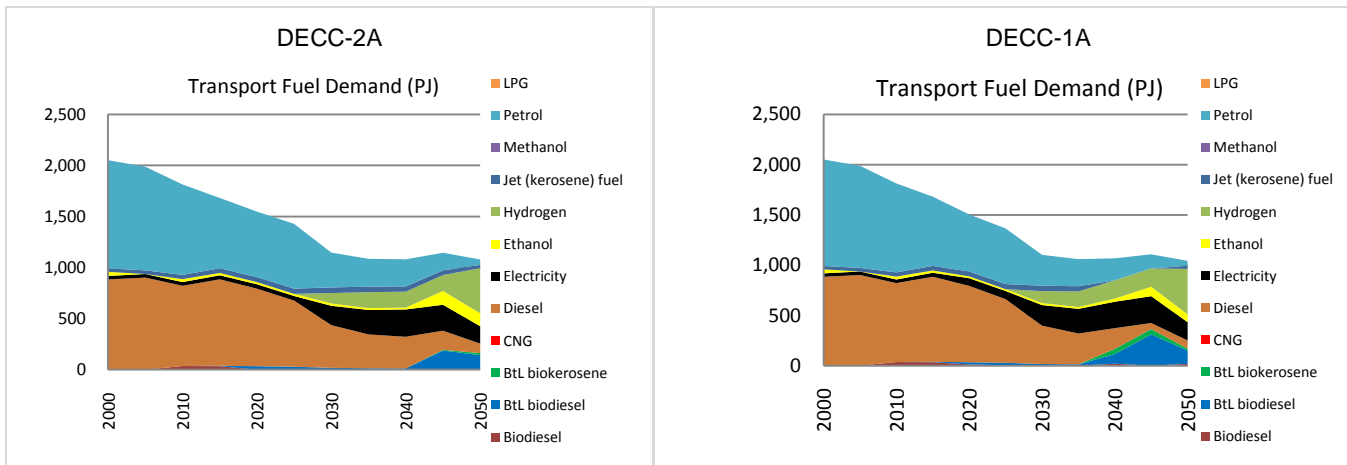 DECC-2A
Transport Fuel Demand (PJ)
2,500
2,000
1,500
1,000
500
0
2000
2010
2020
2030
2040
2050
LPG
Petrol
Methanol
Jet (kerosene) fuel
Hydrogen
Ethanol
Electricity
Diesel
CNG
BtL biokerosene
BtL biodiesel
Biodiesel
DECC-1A
Transport Fuel Demand (PJ)
2,500
2,000
1,500
1,000
500
0
2000
2010
2020
2030
2040
2050
LPG
Petrol
Methanol
Jet (kerosene) fuel
Hydrogen
Ethanol
Electricity
Diesel
CNG
BtL biokerosene
BtL biodiesel
Biodiesel